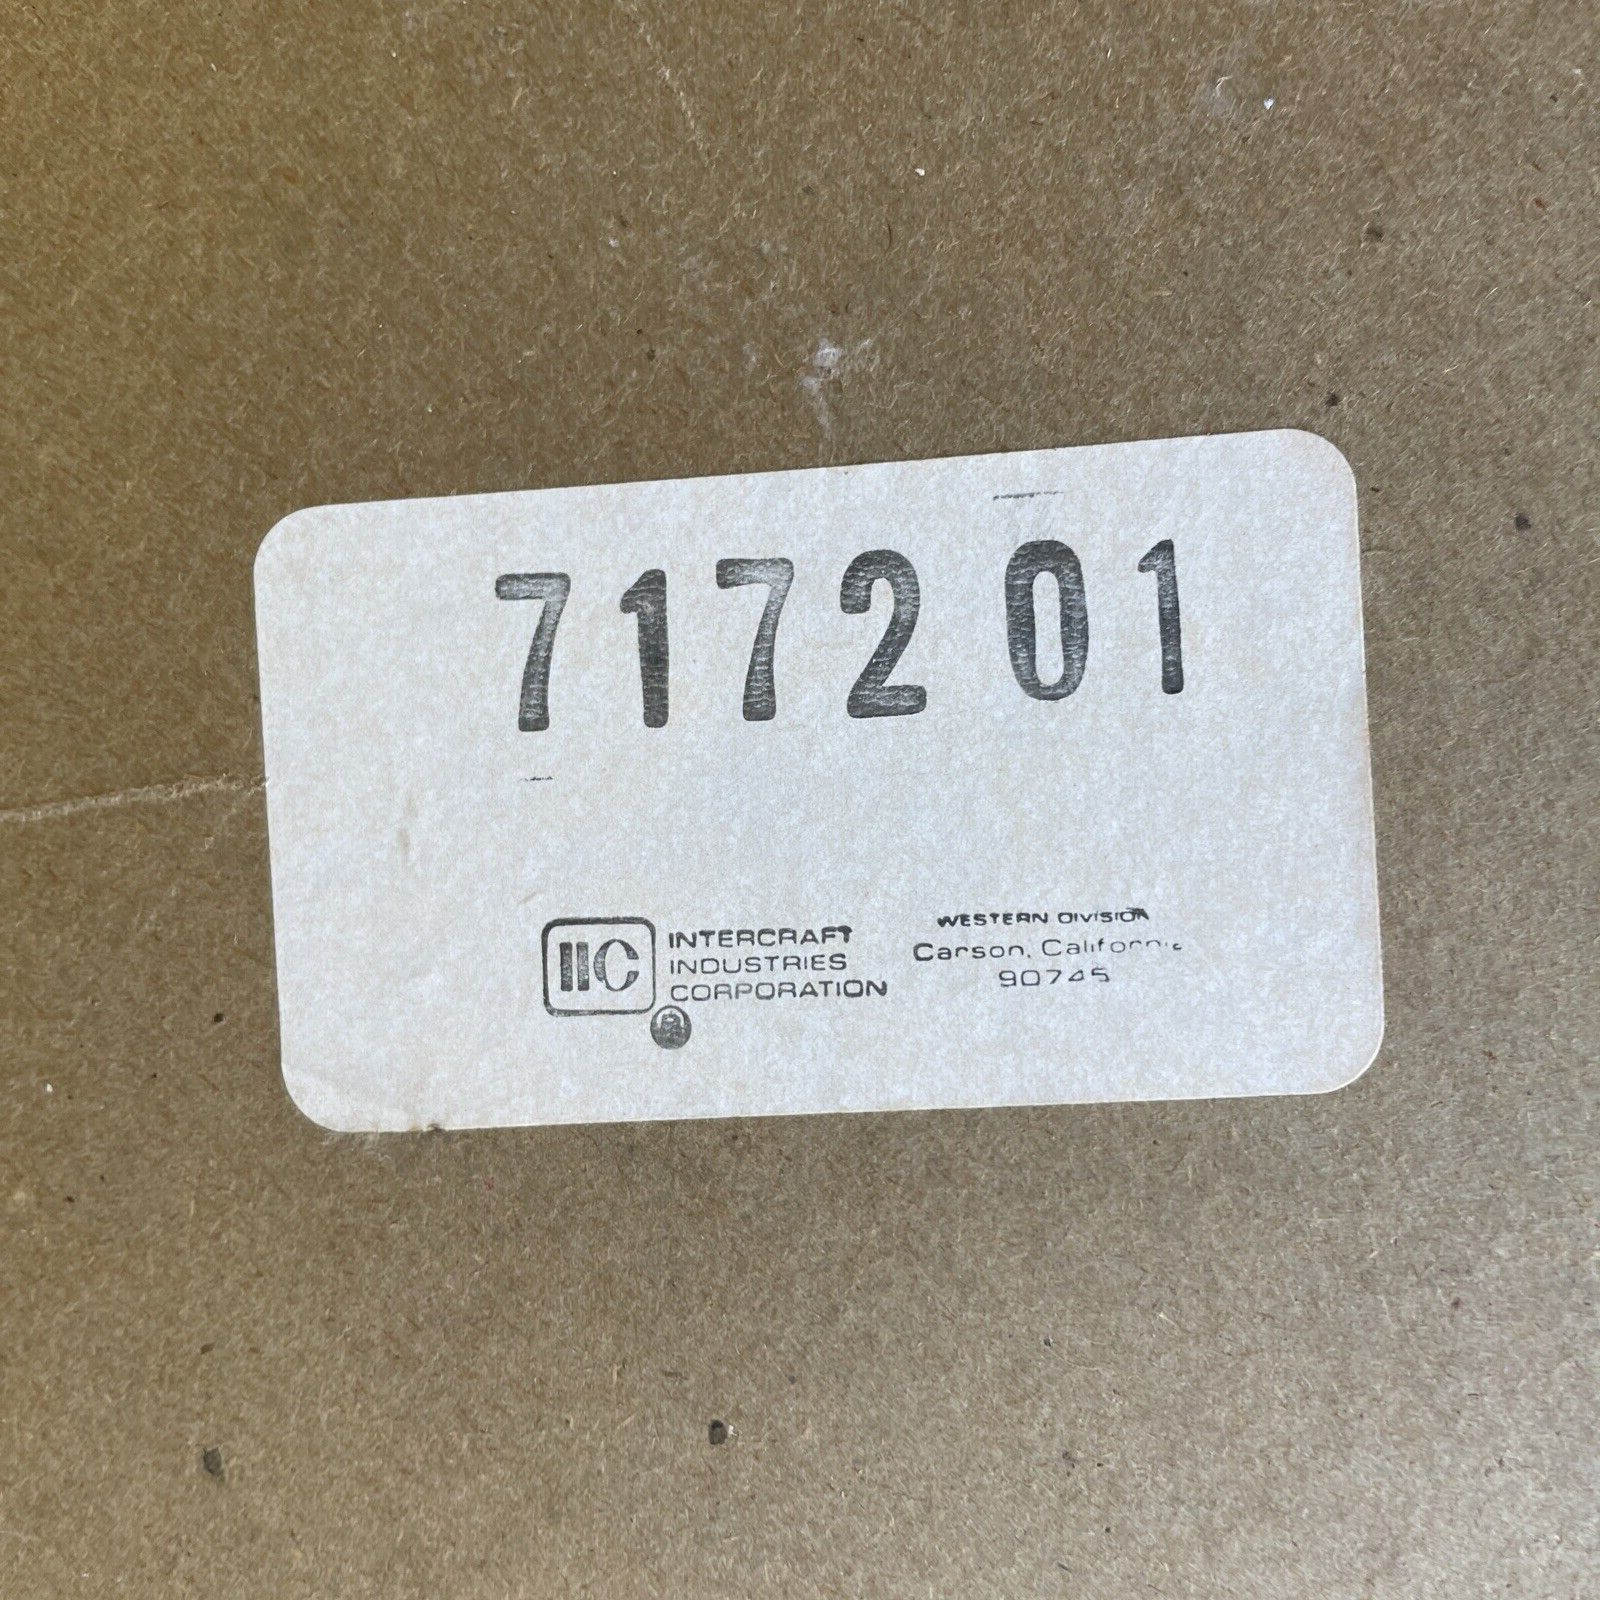 7172 01
IIC
INTERCRAFT
INDUSTRIES
CORPORATION
WESTERN DIVISION
Carson, California
90745